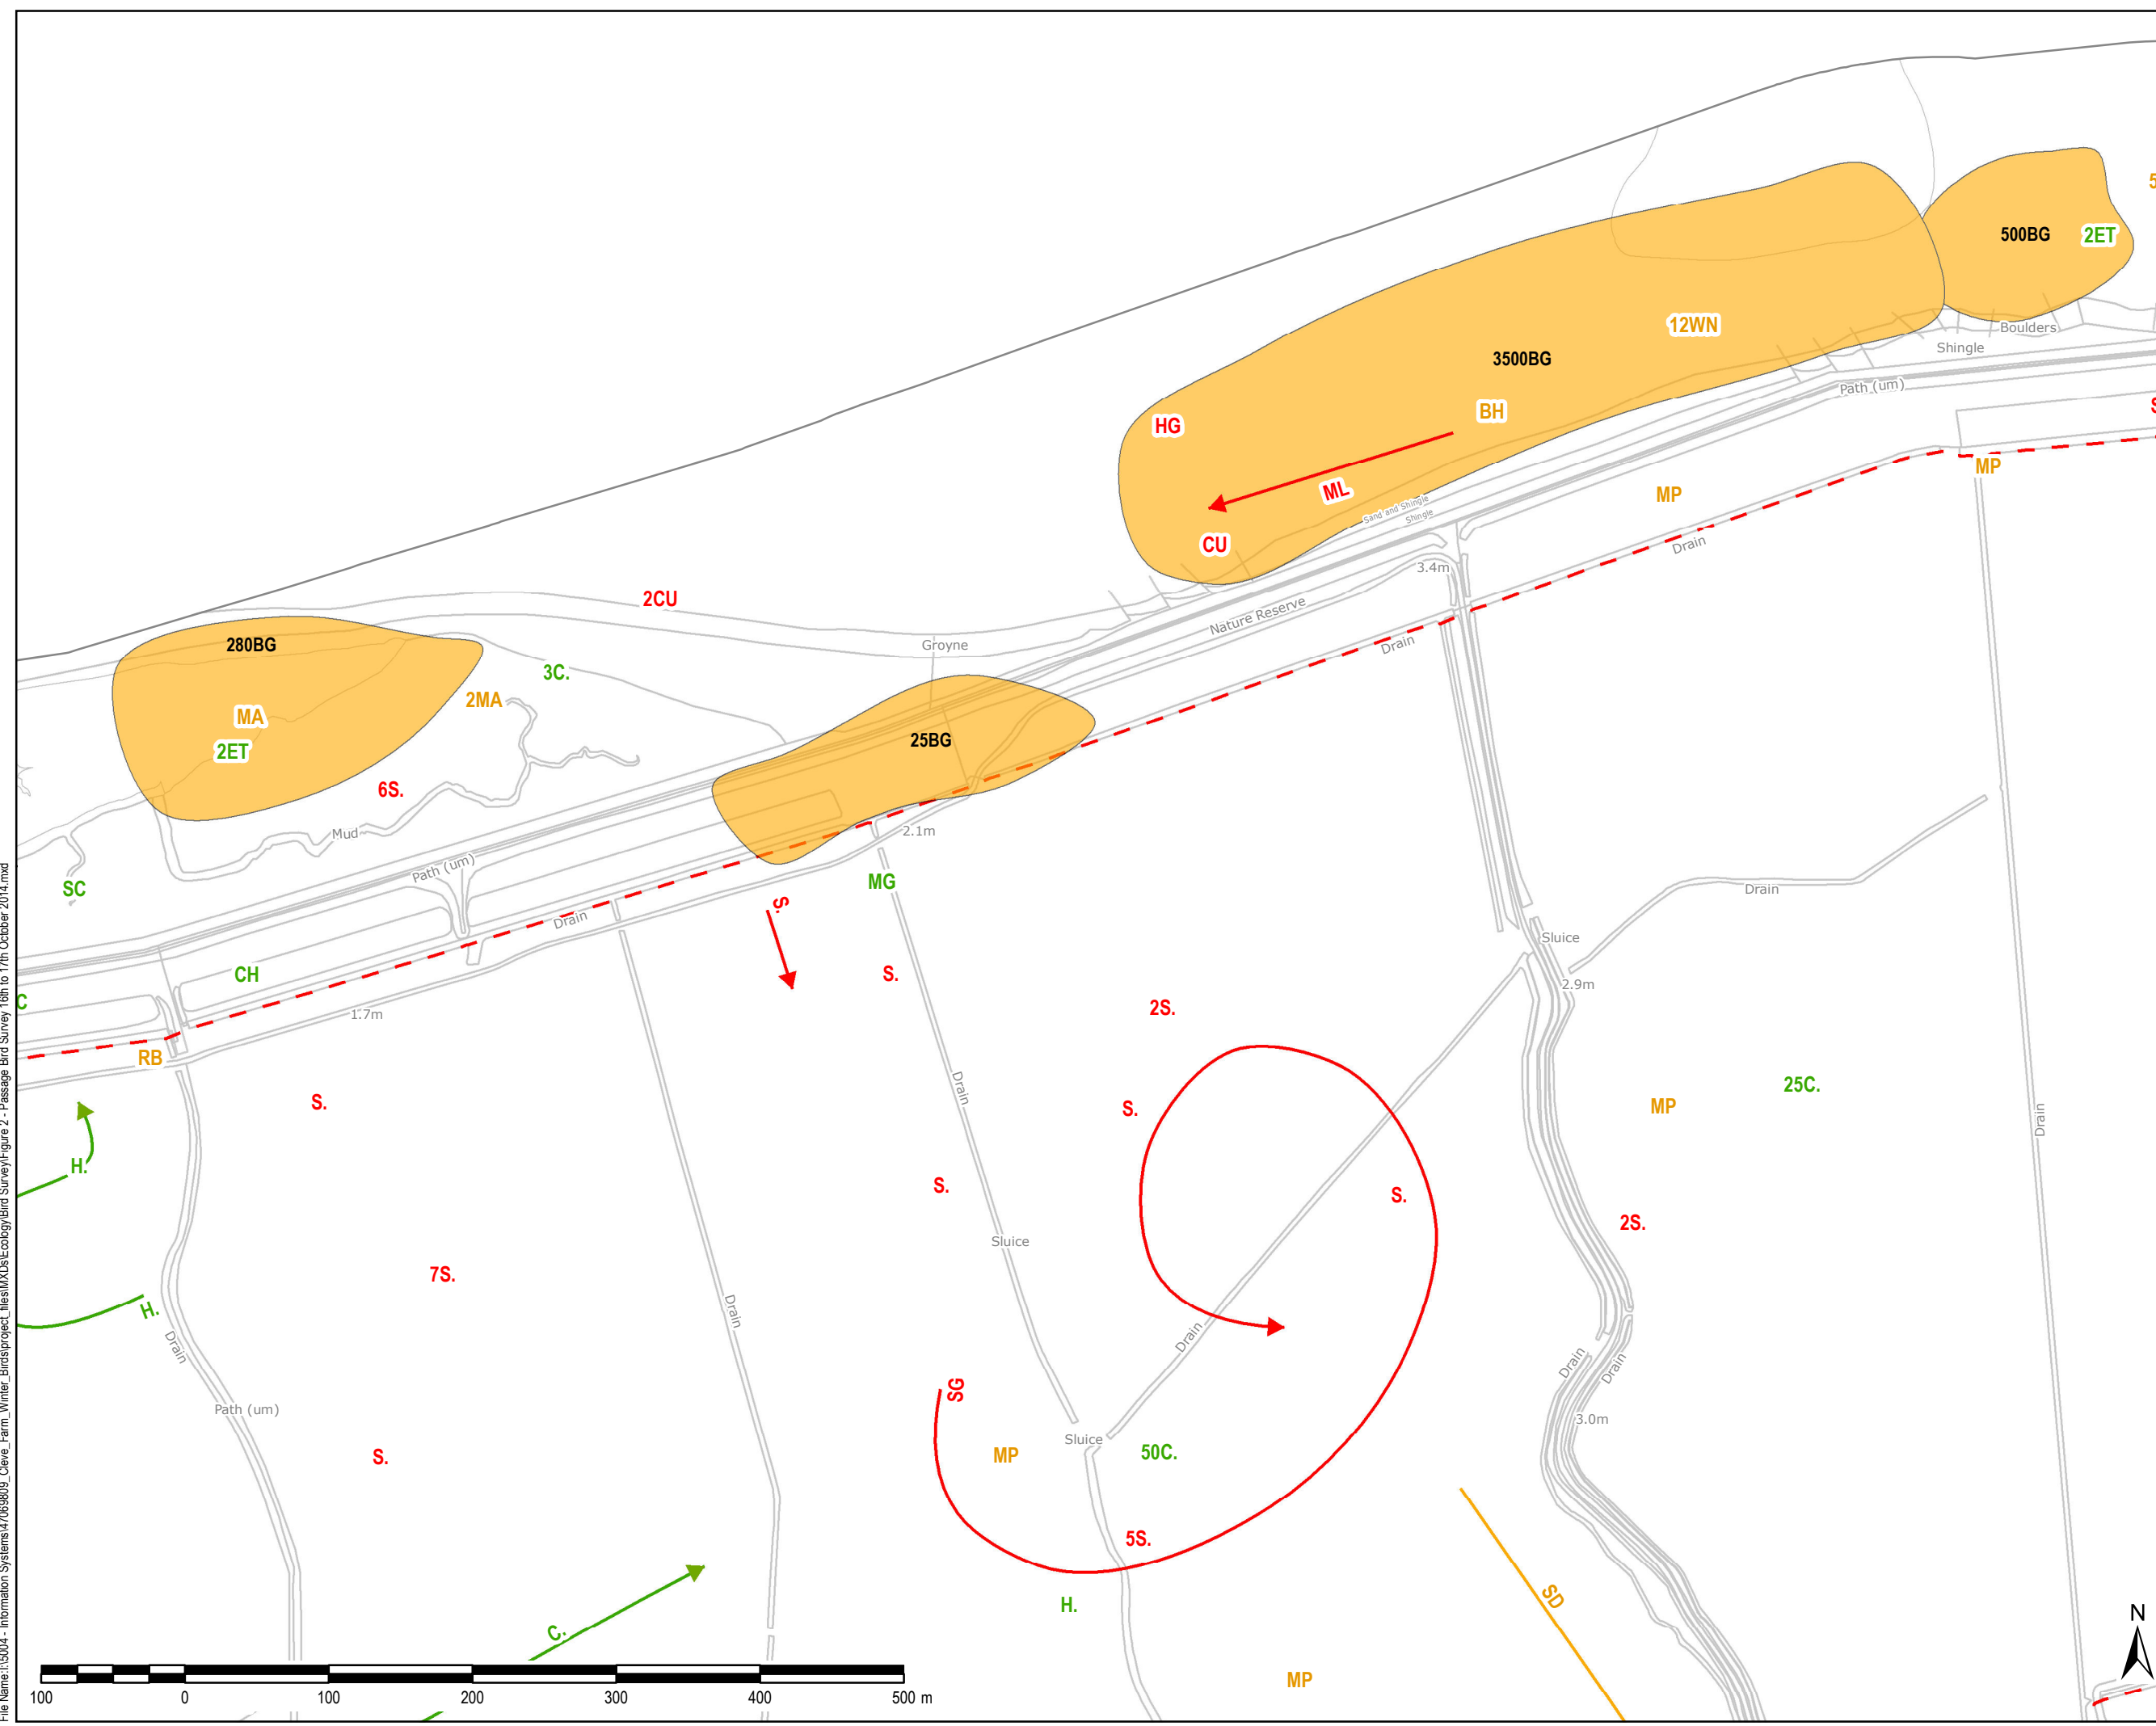 5
500BG
2ET
12WN
Boulders
Shingle
3500BG
Path (um)
S
BH
HG
MP
ML
MP
Sand and Shingle
Shingle
CU
Drain
3.4m
2CU
Nature Reserve
Groyne
Drain
280BG
3C.
2MA
MA
25BG
2ET
6S.
Mud
2.1m
Path (um)
SC
MG
Drain
S.
Drain
Sluice
CH
S.
2.9m
C
2S.
1.7m
RB
Drain
25C.
S.
S.
MP
Drain
H.
S.
S.
2S.
Sluice
7S.
H.
Drain
Drain
Drain
Drain
Drain
SG
Path (um)
3.0m
Sluice
S.
MP
50C.
5S.
SD
H.
N
C.
MP
100 0 100 200 300 400 500 m
File Name:I:\5004 - Information Systems\47069809_Cleve_Farm_Winter_Birds\project_files\MXDs\Ecology\Bird Survey\Figure 2 - Passage Bird Survey 16th to 17th October 2014.mxd